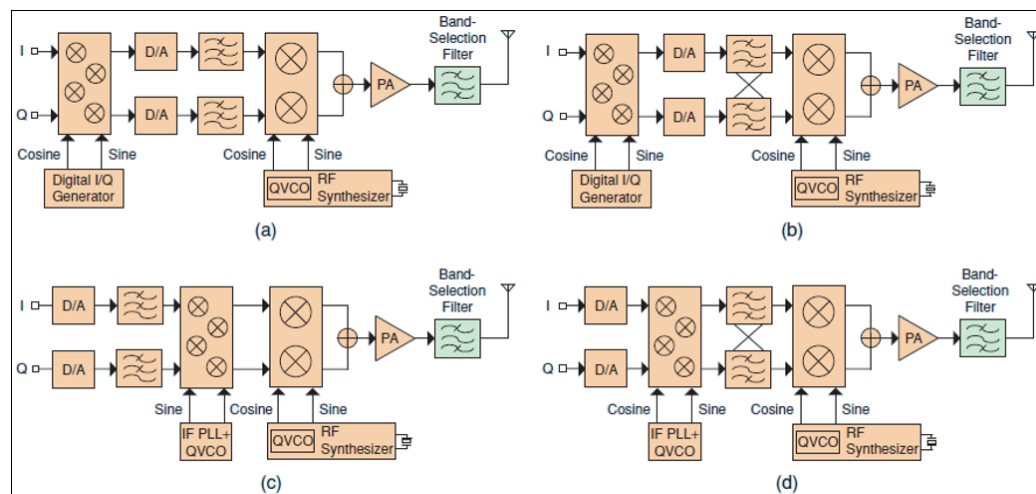 Band-
Selection
Filter
I
D/A
PA
Q
D/A
Cosine
Sine
Cosine
Sine
Digital I/Q
Generator
QVCO
RF
Synthesizer
(a)
Band-
Selection
Filter
I
D/A
PA
Q
D/A
Cosine
Sine
Cosine
Sine
Digital I/Q
Generator
QVCO
RF
Synthesizer
(b)
Band-
Selection
Filter
I
D/A
PA
Q
D/A
Sine
Cosine
Sine
IF PLL+
QVCO
QVCO
RF
Synthesizer
(c)
Band-
Selection
Filter
I
D/A
PA
Q
D/A
Cosine
Sine
Cosine
Sine
IF PLL+
QVCO
QVCO
RF
Synthesizer
(d)